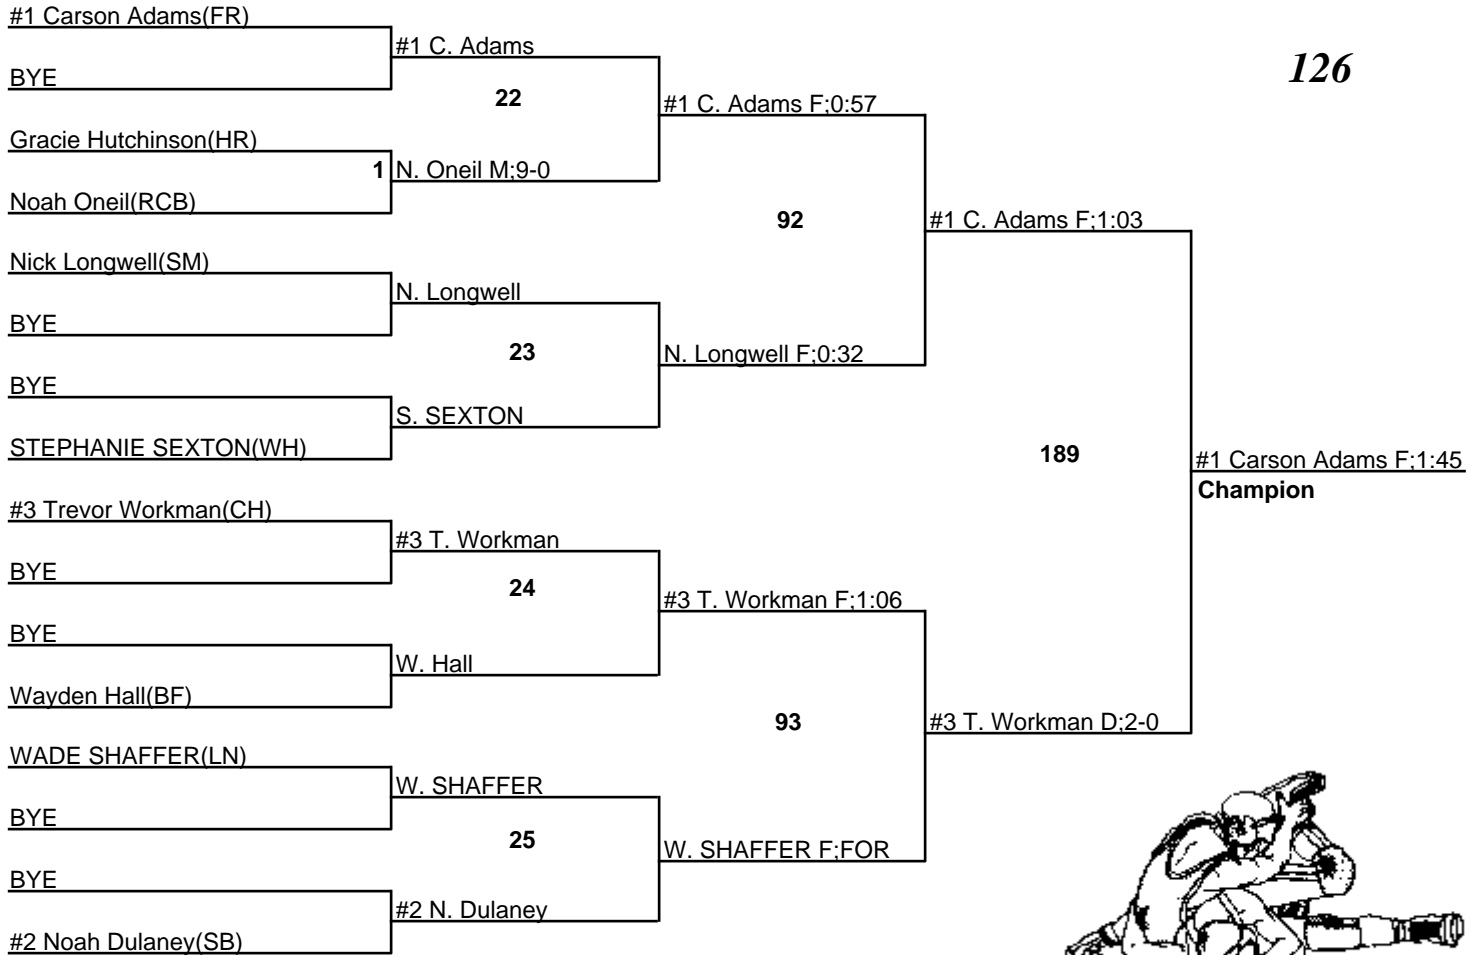 #1 Carson Adams(FR)
BYE
Gracie Hutchinson(HR)
Noah Oneil(RCB)
Nick Longwell(SM)
BYE
BYE
STEPHANIE SEXTON(WH)
#3 Trevor Workman(CH)
BYE
BYE
Wayden Hall(BF)
WADE SHAFFER(LN)
BYE
BYE
#2 Noah Dulaney(SB)
#1 C. Adams
22
1 N. Oneil M;9-0
N. Longwell
23
S. SEXTON
#3 T. Workman
24
W. Hall
W. SHAFFER
25
#2 N. Dulaney
#1 C. Adams F;0:57
92
N. Longwell F;0:32
#3 T. Workman F;1:06
93
W. SHAFFER F;FOR
#1 C. Adams F;1:03
189
#3 T. Workman D;2-0
126
#1 Carson Adams F;1:45
Champion